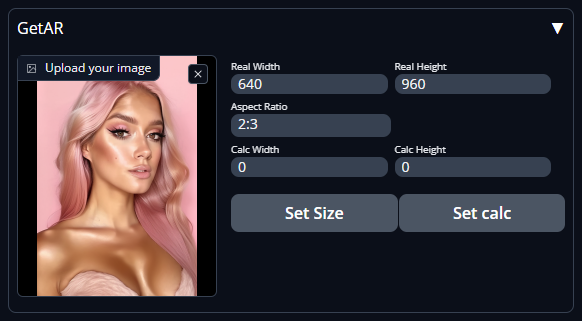 GetAR ▼
Upload your image ×
Real Width Real Height
640 960
Aspect Ratio
2:3
Calc Width Calc Height
0 0
Set Size Set calc